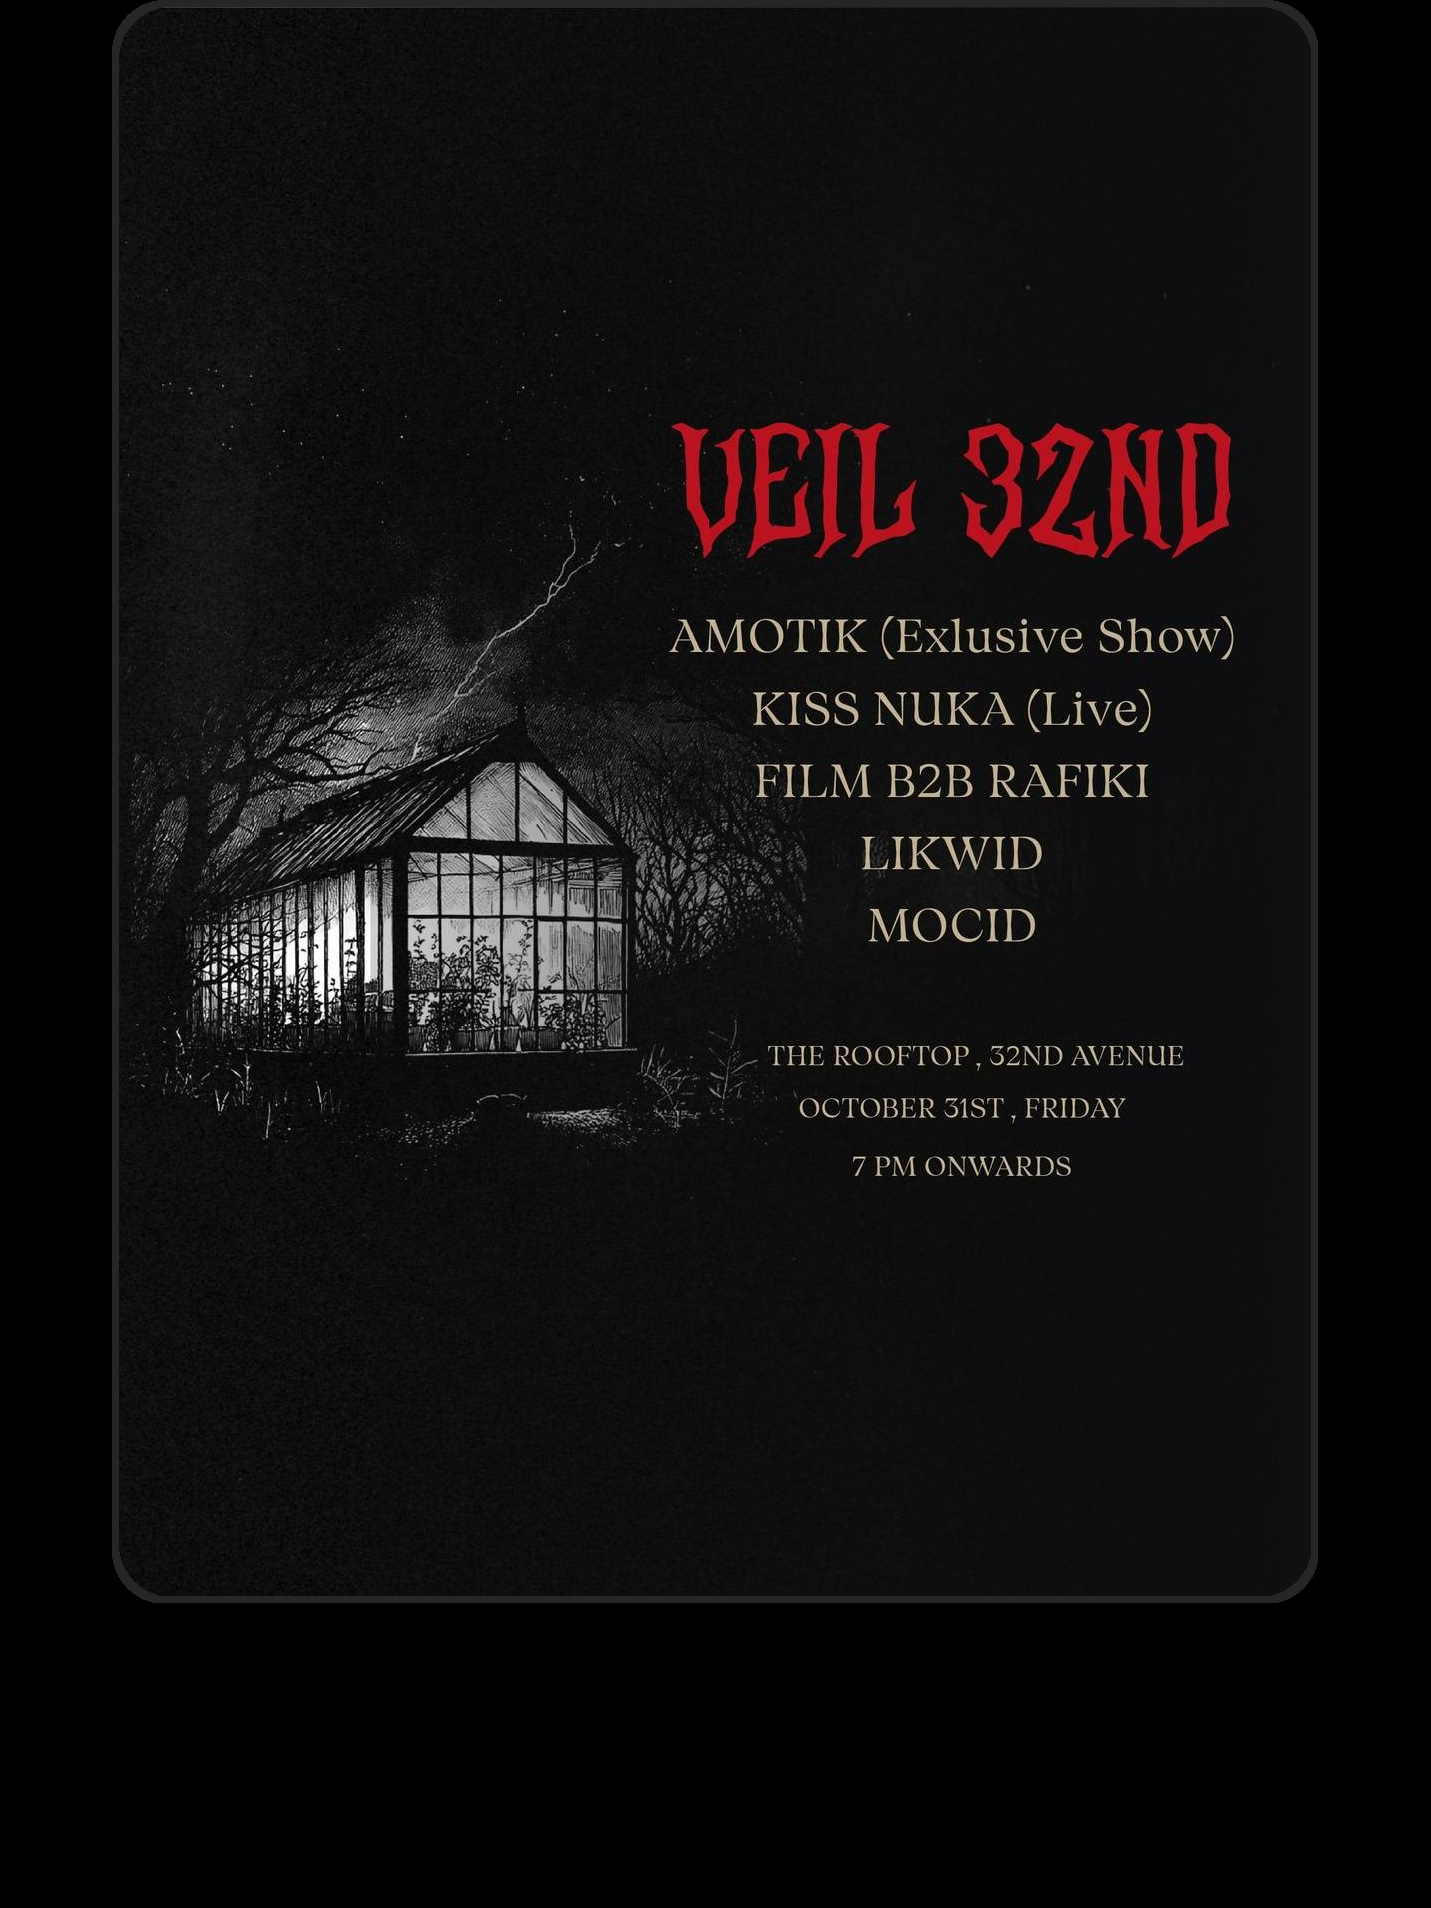 VEIL 32ND
AMOTIK (Exlusive Show)
KISS NUKA (Live)
FILM B2B RAFIKI
LIKWID
MOCID
THE ROOFTOP , 32ND AVENUE
OCTOBER 31ST , FRIDAY
7 PM ONWARDS